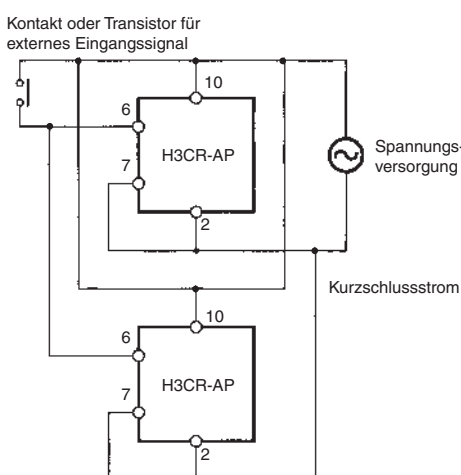 Kontakt oder Transistor für
externes Eingangssignal
10
6
7
H3CR-AP
2
Spannungs-
versorgung
Kurzschlussstrom
10
6
7
H3CR-AP
2